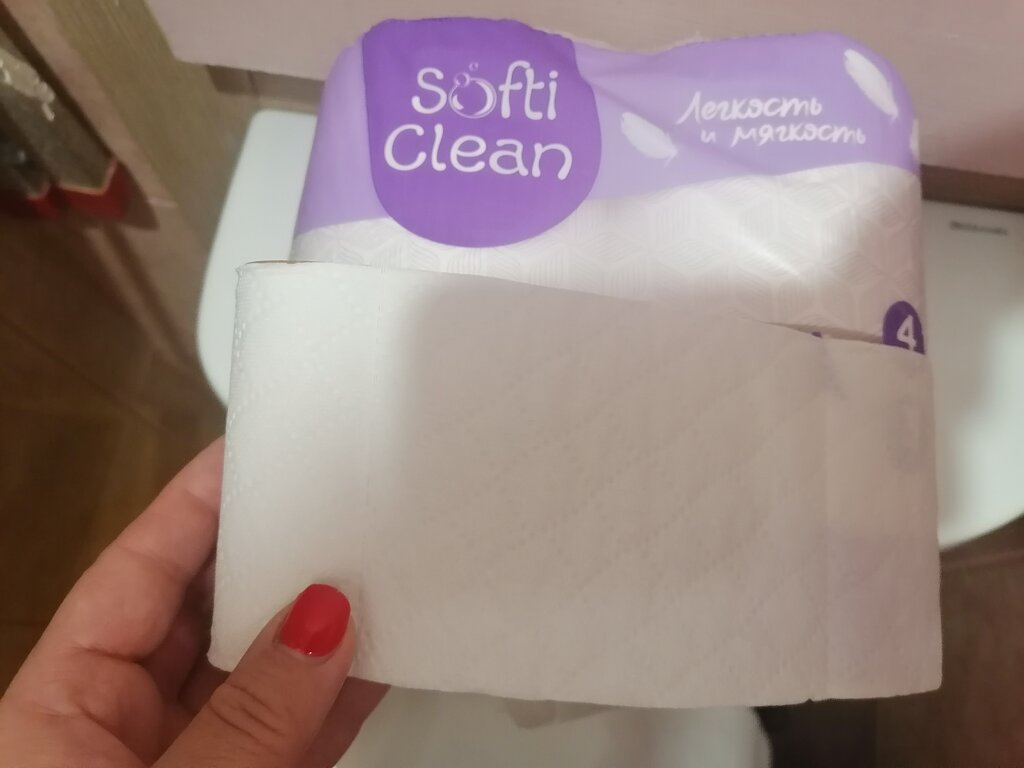 Softi
Clean
Легкость
и мягкость
4